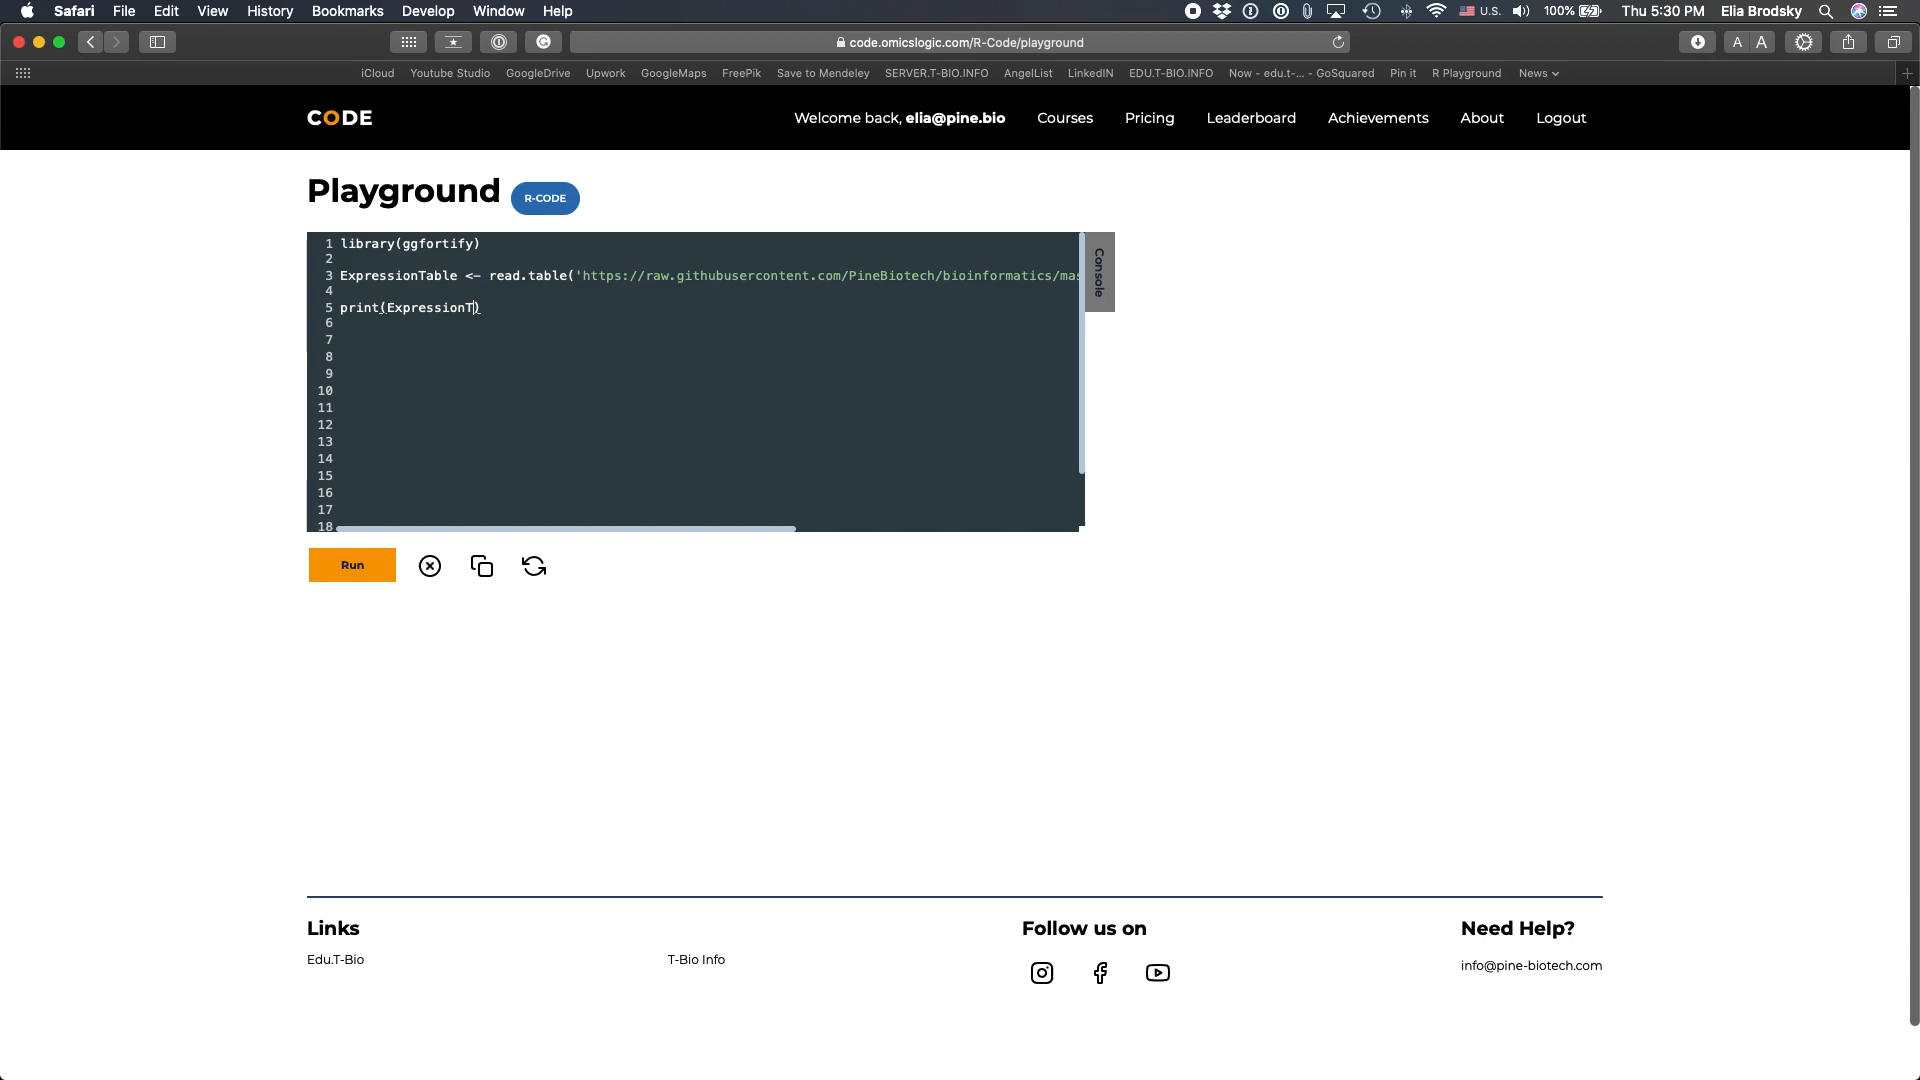 Safari File Edit View History Bookmarks Develop Window Help U.S. 100% Thu 5:30 PM Elia Brodsky
code.omicslogic.com/R-Code/playground A A
iCloud Youtube Studio GoogleDrive Upwork GoogleMaps FreePik Save to Mendeley SERVER.T-BIO.INFO AngelList LinkedIN EDU.T-BIO.INFO Now - edu.t-... - GoSquared Pin it R Playground News
CODE Welcome back, elia@pine.bio Courses Pricing Leaderboard Achievements About Logout
Playground R-CODE
1 library(ggfortify)
2
3 ExpressionTable <- read.table('https://raw.githubusercontent.com/PineBiotech/bioinformatics/mas
4
5 print(ExpressionT)
6
7
8
9
10
11
12
13
14
15
16
17
18
Console
Run
Links Follow us on Need Help?
Edu.T-Bio T-Bio Info info@pine-biotech.com